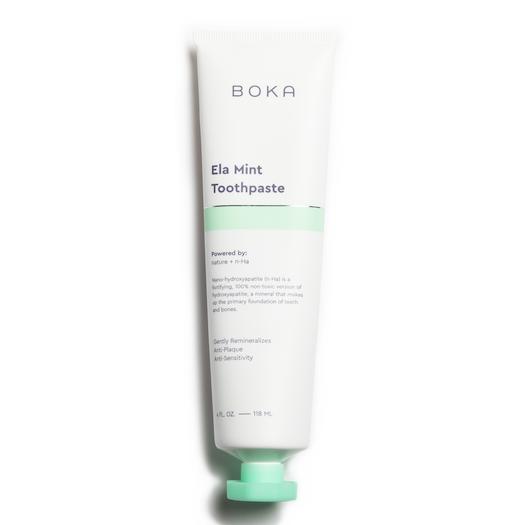 BOKA
Ela Mint
Toothpaste
Powered by:
Nature + n-Ha
Nano-hydroxyapatite (n-Ha) is a
fortifying, 100% non-toxic version of
hydroxyapatite, a mineral that makes
up the primary foundation of teeth
and bones.
Gently Remineralizes
Anti-Plaque
Anti-Sensitivity
4 FL. OZ. — 118 ML